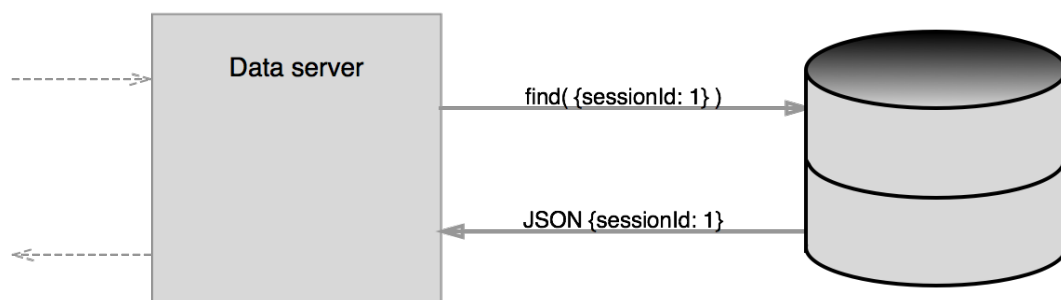 Data server
find( {sessionId: 1} )
JSON {sessionId: 1}